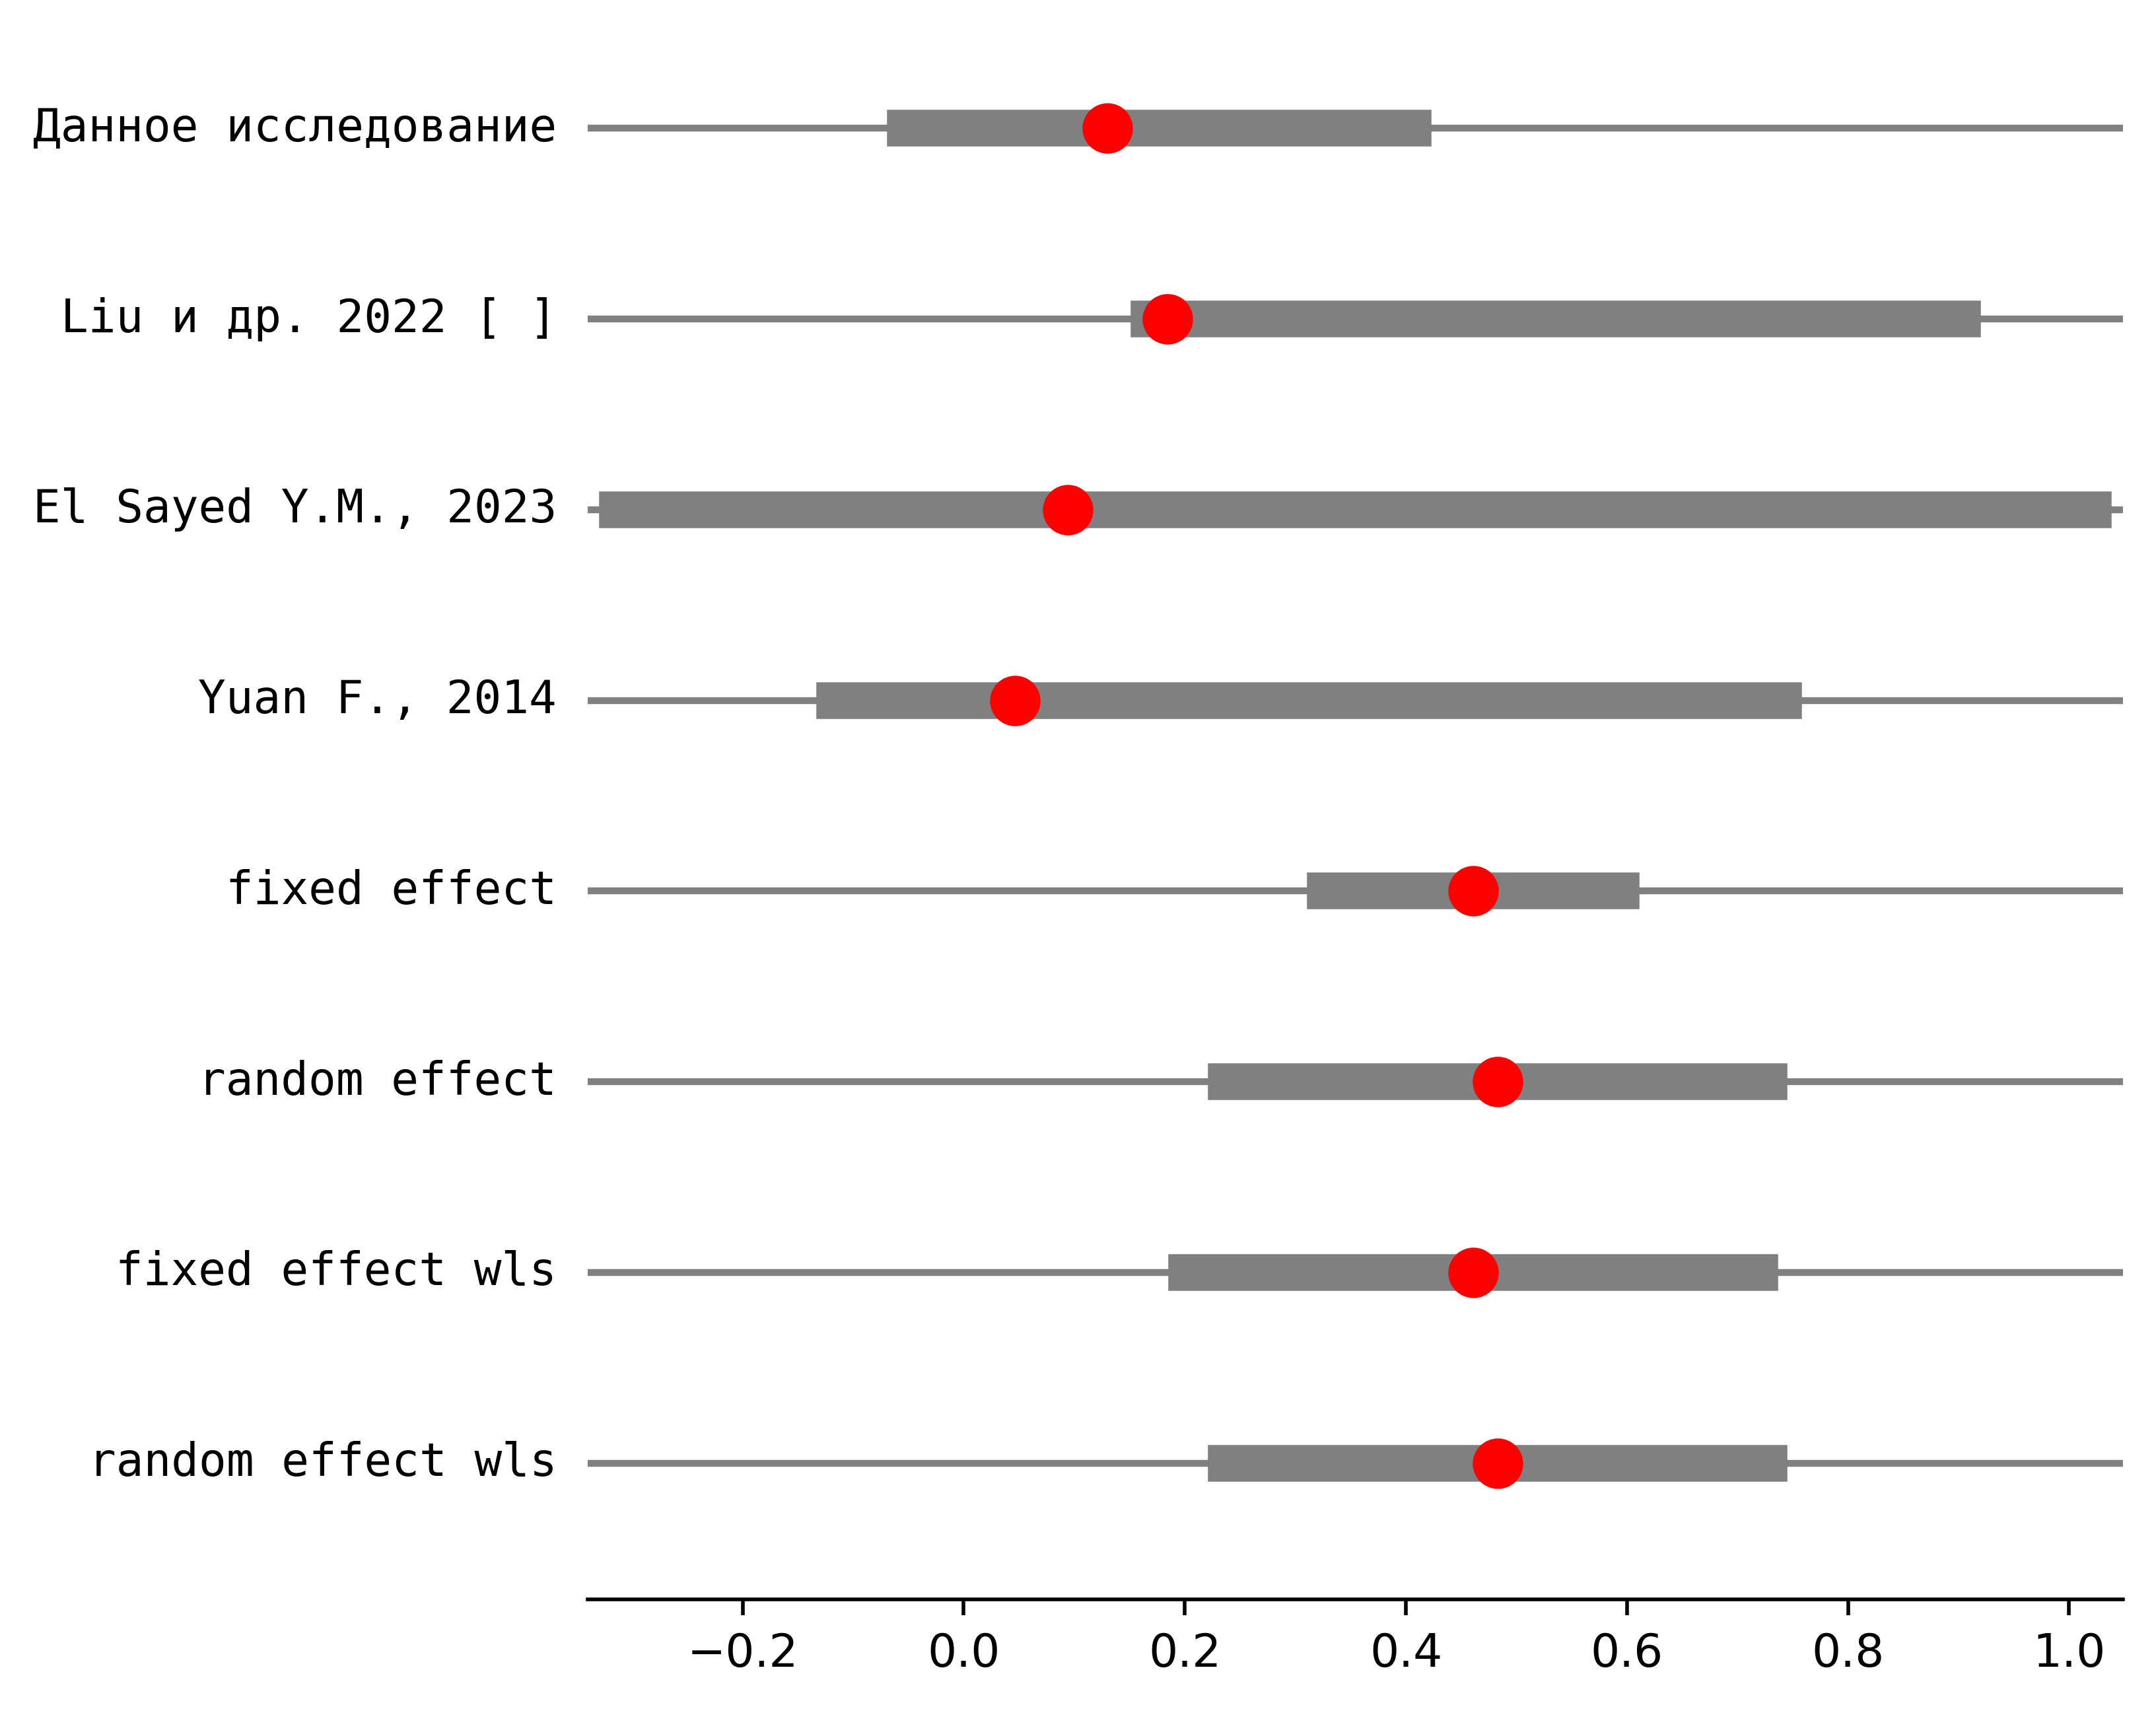 Данное исследование
Liu и др. 2022 [ ]
El Sayed Y.M., 2023
Yuan F., 2014
fixed effect
random effect
fixed effect wls
random effect wls
−0.2 0.0 0.2 0.4 0.6 0.8 1.0